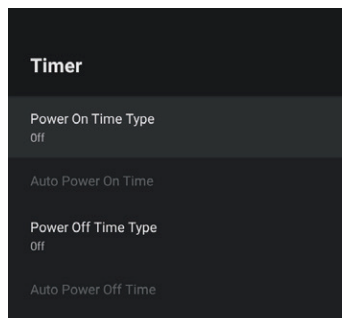 Timer
Power On Time Type
Off
Auto Power On Time
Power Off Time Type
Off
Auto Power Off Time